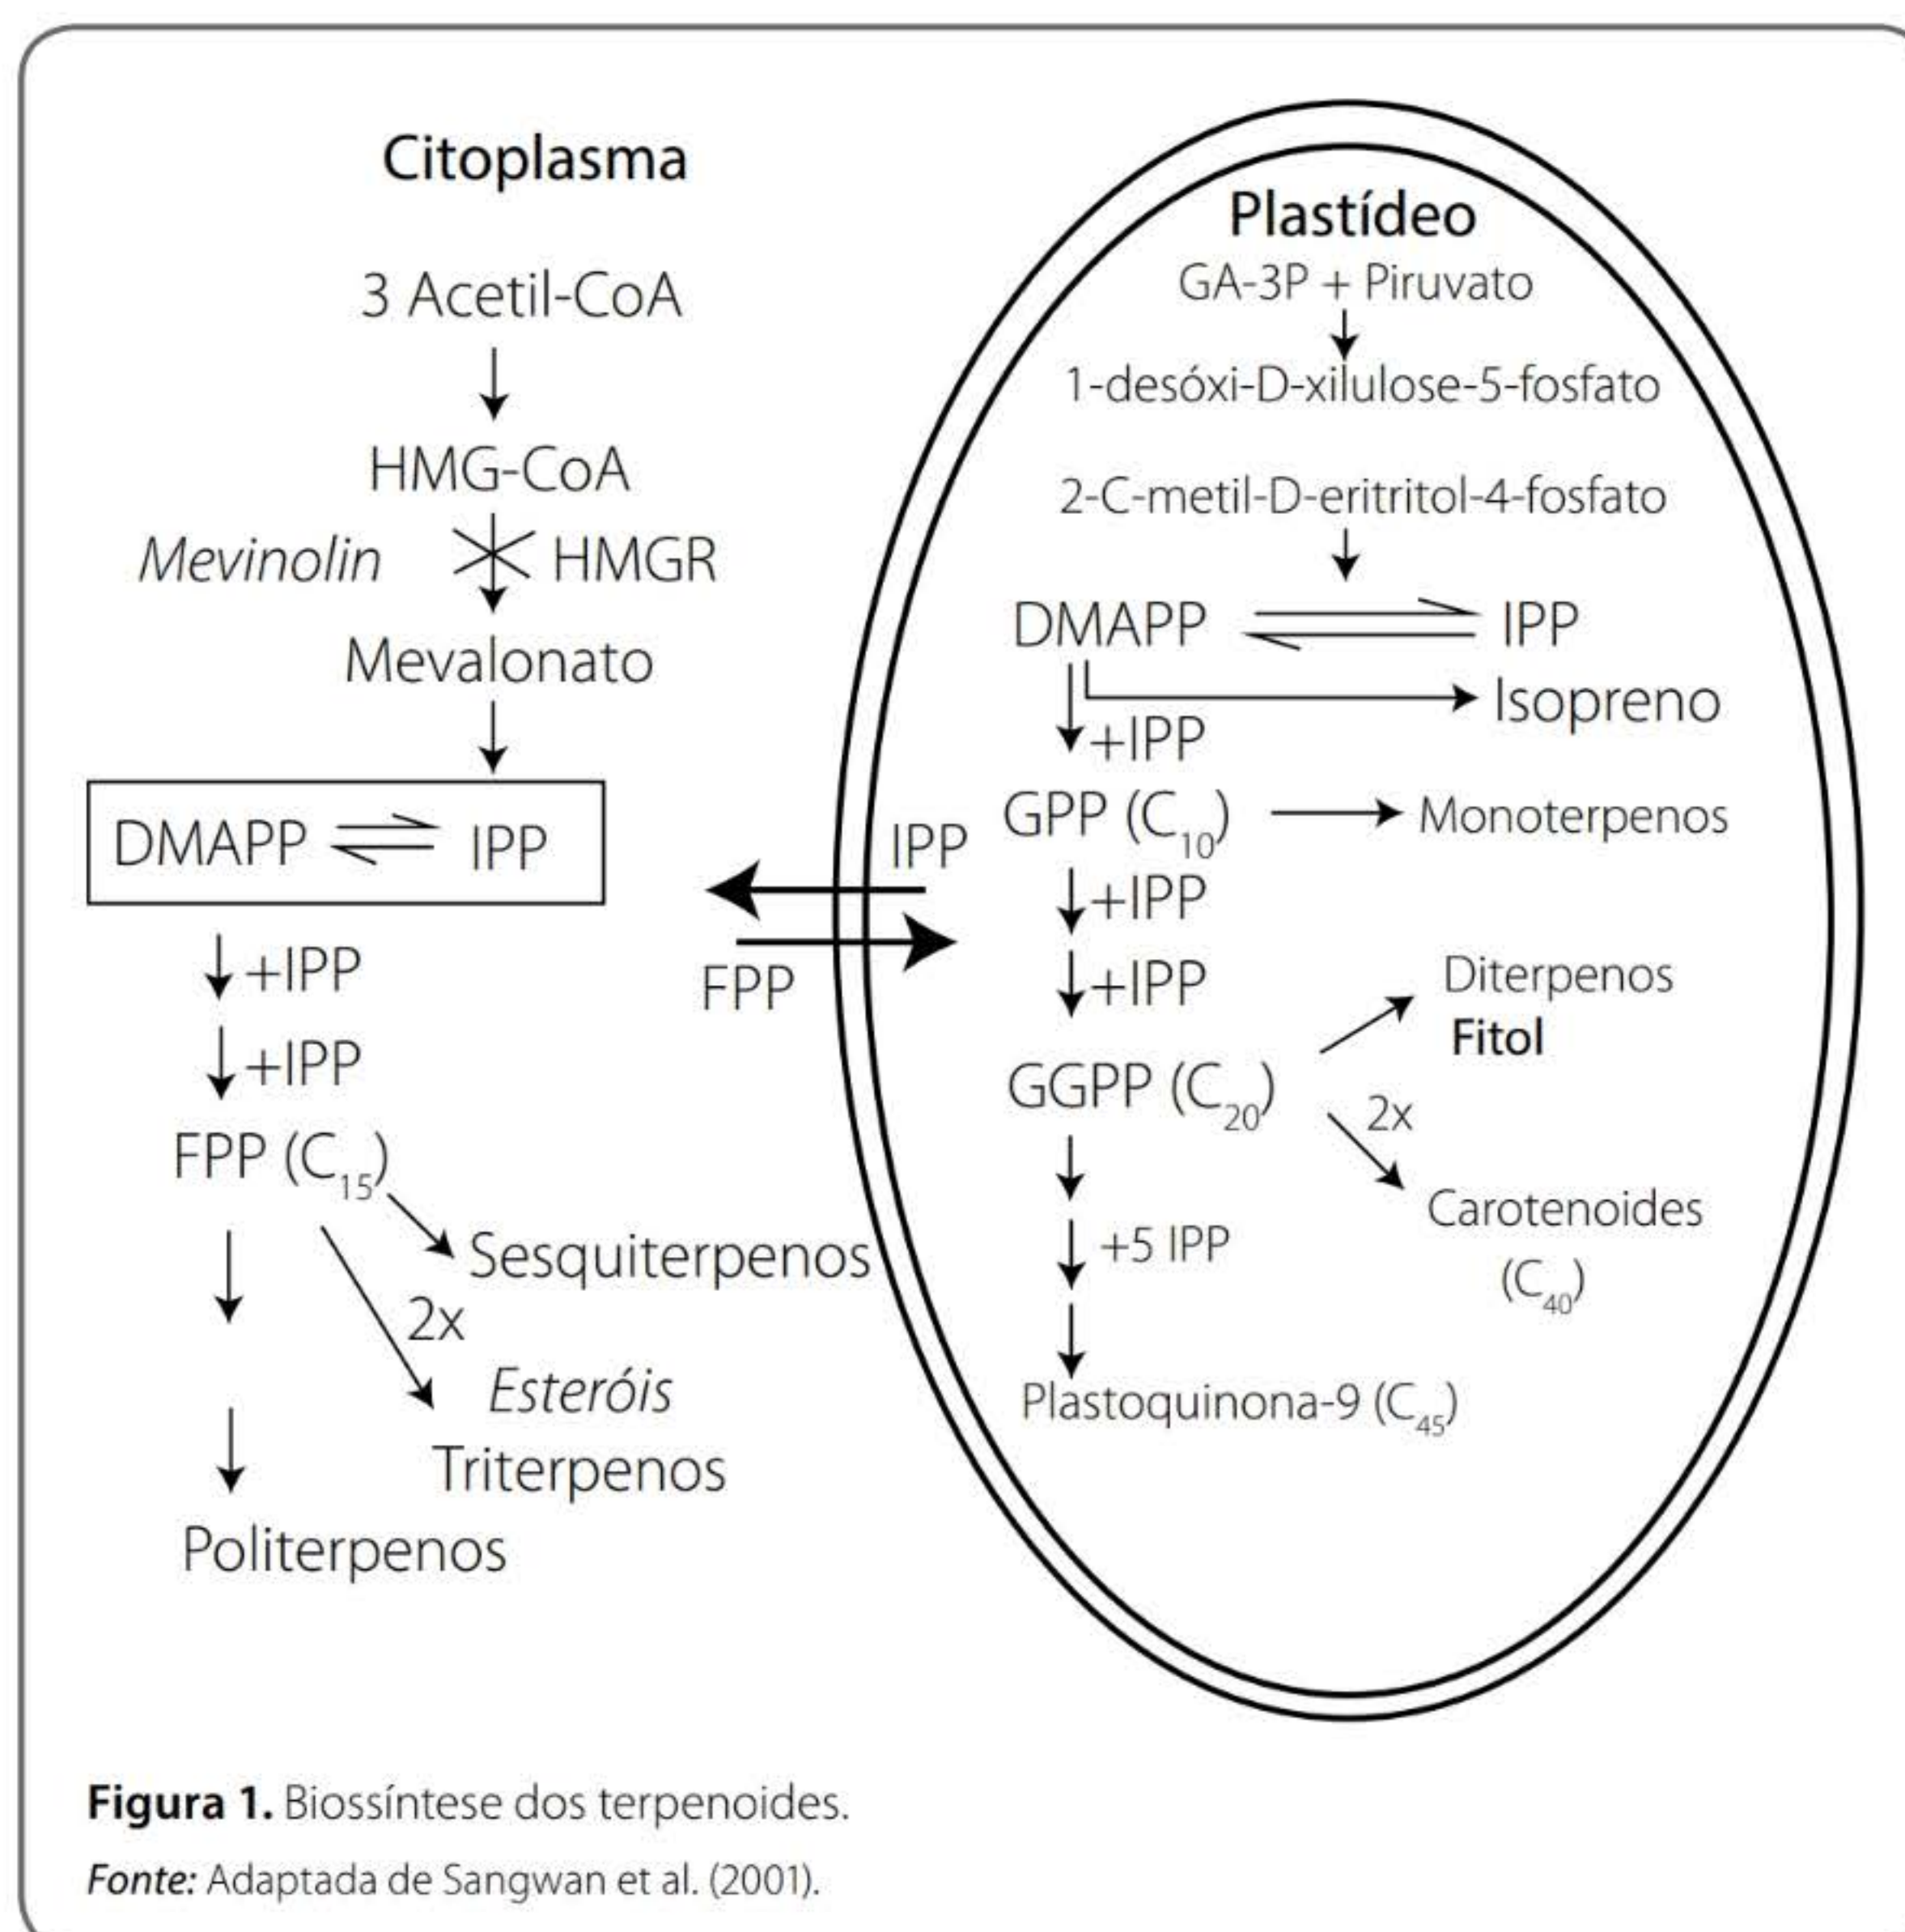 Citoplasma
3 Acetil-CoA
HMG-CoA
Mevinolin HMGR
Mevalonato
DMAPP IPP
+IPP
+IPP
FPP (C15)
Sesquiterpenos
2x
Esteróis
Triterpenos
Politerpenos
IPP
FPP
Plastídeo
GA-3P + Piruvato
1-desóxi-D-xilulose-5-fosfato
2-C-metil-D-eritritol-4-fosfato
DMAPP IPP
Isopreno
+IPP
GPP (C10) Monoterpenos
+IPP
+IPP
Diterpenos
Fitol
GGPP (C20)
2x
Carotenoides
(C40)
+5 IPP
Plastoquinona-9 (C45)
Figura 1. Biossíntese dos terpenoides.
Fonte: Adaptada de Sangwan et al. (2001).